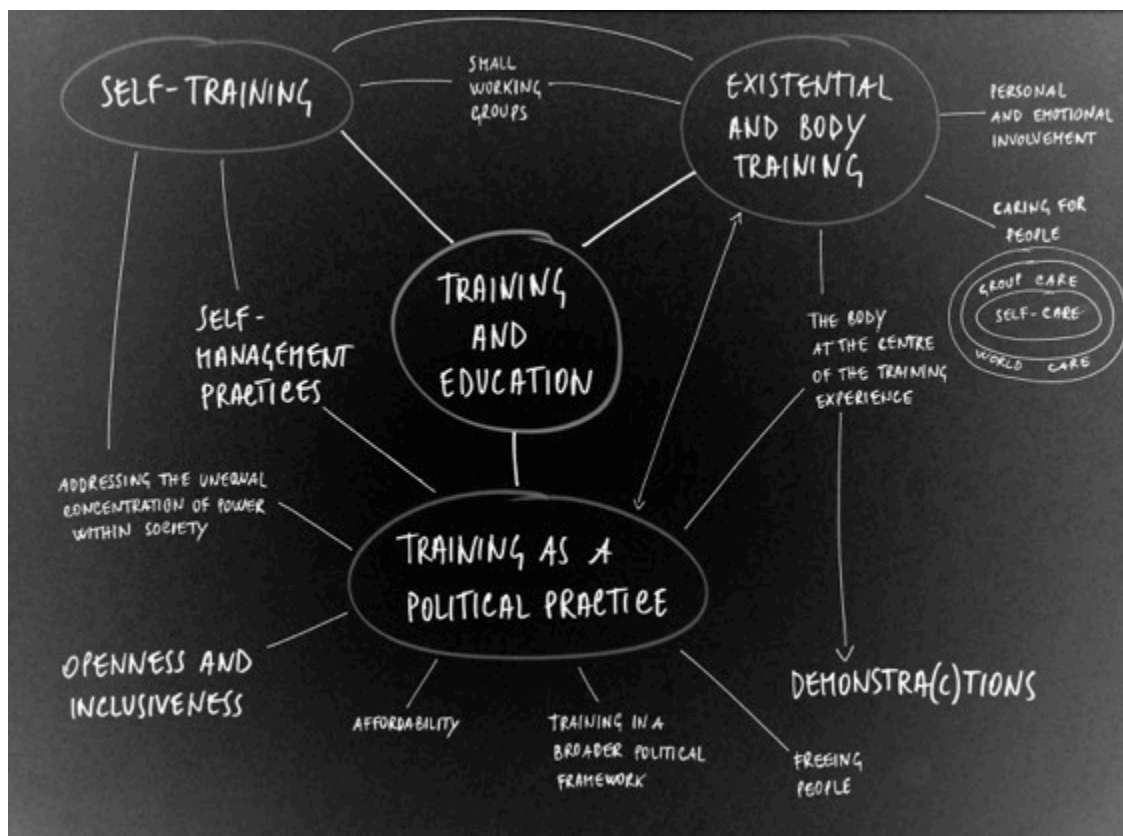 SELF-TRAINING
SMALL
WORKING
GROUPS
EXISTENTIAL
AND BODY
TRAINING
PERSONAL
AND EMOTIONAL
INVOLVEMENT
CARING FOR
PEOPLE
GROUP CARE
SELF-CARE
WORLD CARE
TRAINING
AND
EDUCATION
SELF-
MANAGEMENT
PRACTICES
THE BODY
AT THE CENTRE
OF THE TRAINING
EXPERIENCE
ADDRESSING THE UNEQUAL
CONCENTRATION OF POWER
WITHIN SOCIETY
TRAINING AS A
POLITICAL PRACTICE
OPENNESS AND
INCLUSIVENESS
AFFORDABILITY
TRAINING IN A
BROADER POLITICAL
FRAMEWORK
FREEING
PEOPLE
DEMONSTRA(C)TIONS